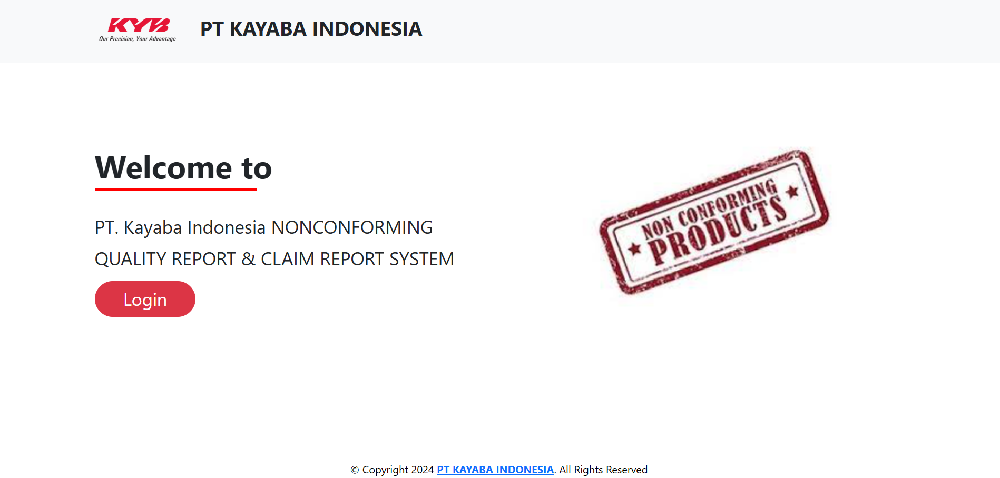 KYB
Our Precision, Your Advantage
PT KAYABA INDONESIA
Welcome to
PT. Kayaba Indonesia NONCONFORMING
QUALITY REPORT & CLAIM REPORT SYSTEM
Login
NON CONFORMING
PRODUCTS
© Copyright 2024 PT KAYABA INDONESIA. All Rights Reserved